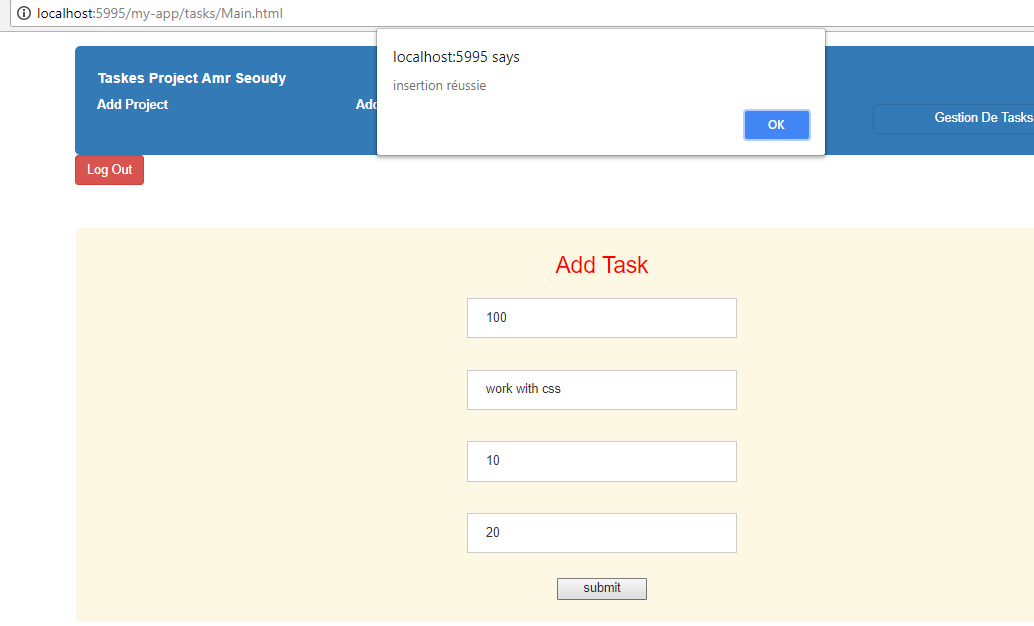 localhost:5995/my-app/tasks/Main.html
localhost:5995 says
insertion réussie
OK
Taskes Project Amr Seoudy
Add Project
Gestion De Tasks
Log Out
Add Task
100
work with css
10
20
submit